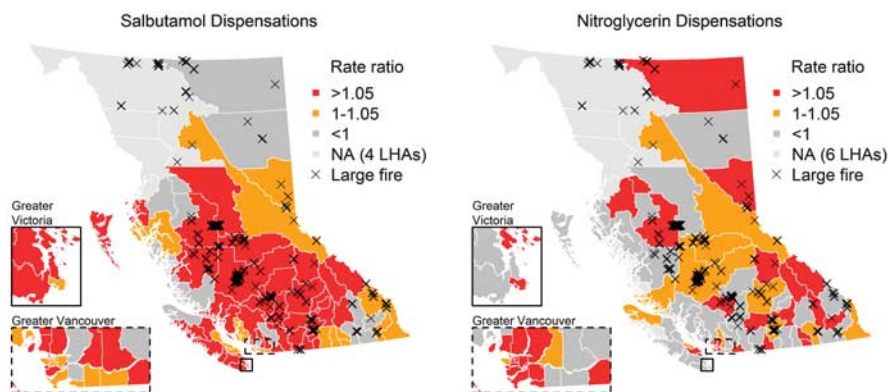 Salbutamol Dispensations
Rate ratio
>1.05
1-1.05
<1
NA (4 LHAs)
Large fire
Greater
Victoria
Greater Vancouver
Nitroglycerin Dispensations
Rate ratio
>1.05
1-1.05
<1
NA (6 LHAs)
Large fire
Greater
Victoria
Greater Vancouver